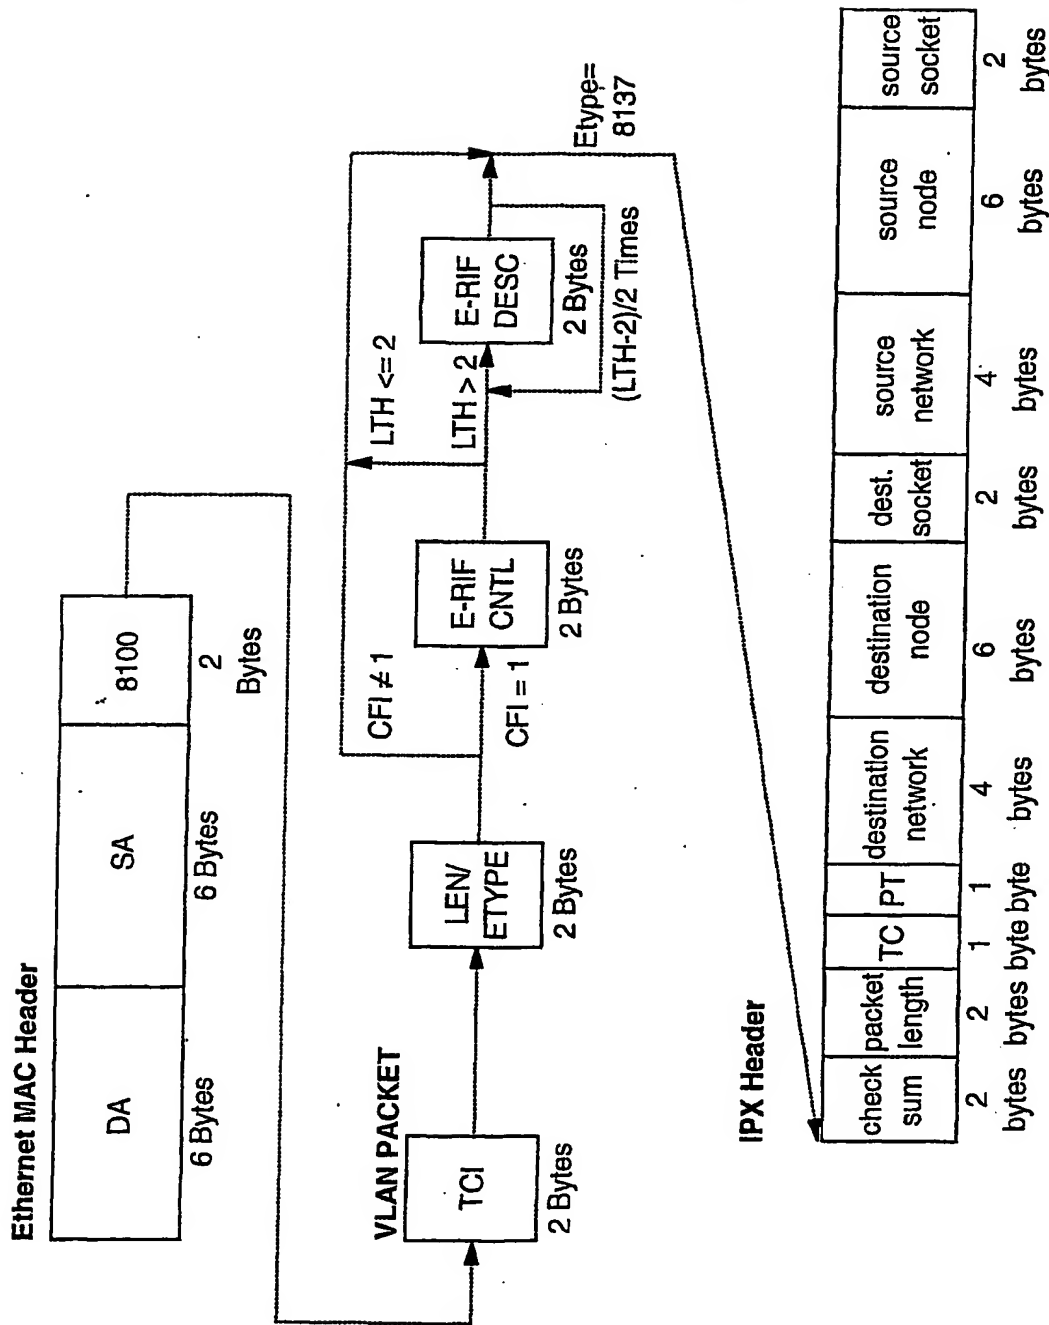 Ethernet MAC Header
DA
SA
8100
6 Bytes
6 Bytes
2
Bytes
VLAN PACKET
TCI
2 Bytes
LEN/
ETYPE
2 Bytes
CFI ≠ 1
CFI = 1
E-RIF
CNTL
2 Bytes
LTH <= 2
LTH > 2
E-RIF
DESC
2 Bytes
(LTH-2)/2 Times
Etype=
8137
IPX Header
check
sum
packet
length
TC
PT
destination
network
destination
node
dest.
socket
source
network
source
node
source
socket
2
bytes
2
bytes
1
byte
1
byte
4
bytes
6
bytes
2
bytes
4
bytes
6
bytes
2
bytes